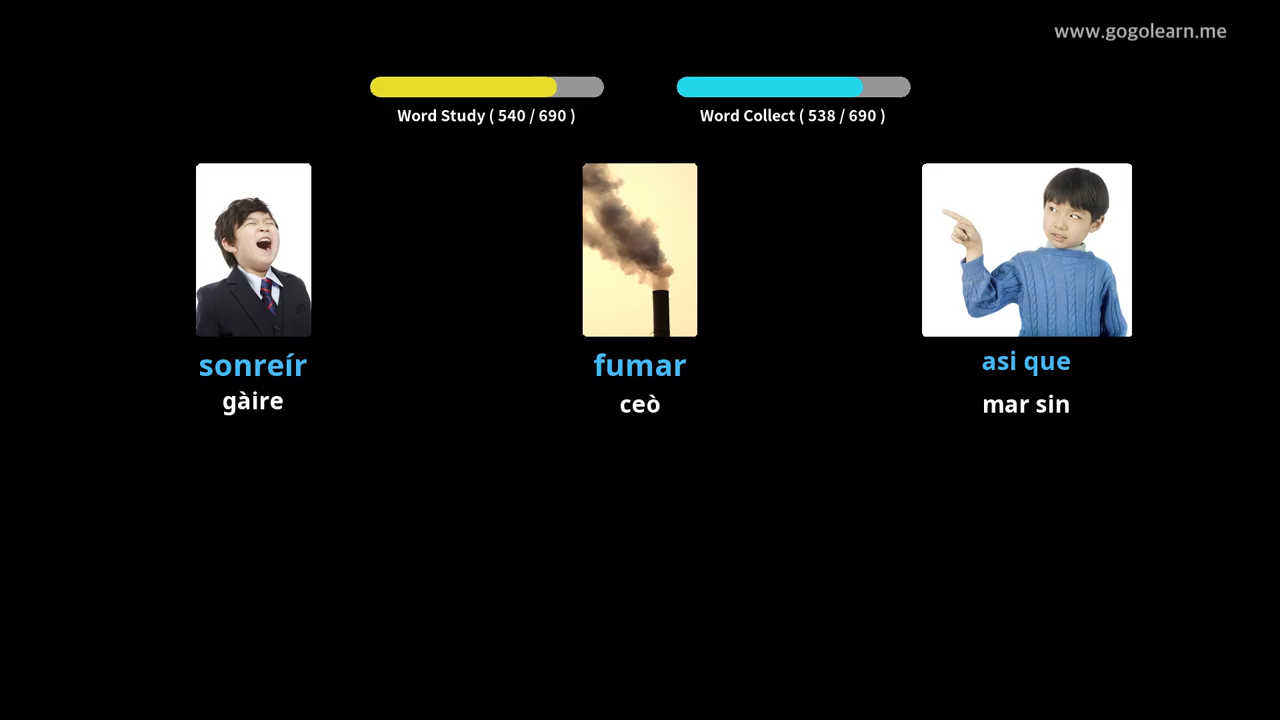 www.gogolearn.me
Word Study ( 540 / 690 )
Word Collect ( 538 / 690 )
sonreír
gàire
fumar
ceò
asi que
mar sin